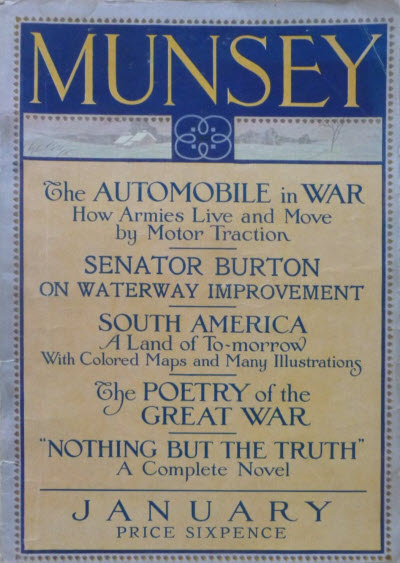 MUNSEY
The AUTOMOBILE in WAR
How Armies Live and Move
by Motor Traction
SENATOR BURTON
ON WATERWAY IMPROVEMENT
SOUTH AMERICA
A Land of To-morrow
With Colored Maps and Many Illustrations
The POETRY of the
GREAT WAR
"NOTHING BUT THE TRUTH"
A Complete Novel
JANUARY
PRICE SIXPENCE